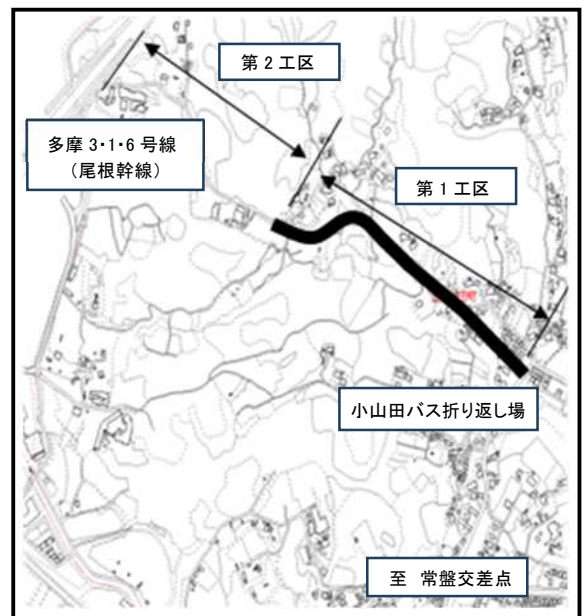 第2工区
多摩 3・1・6 号線
(尾根幹線)
第1工区
小山田バス折り返し場
至 常盤交差点